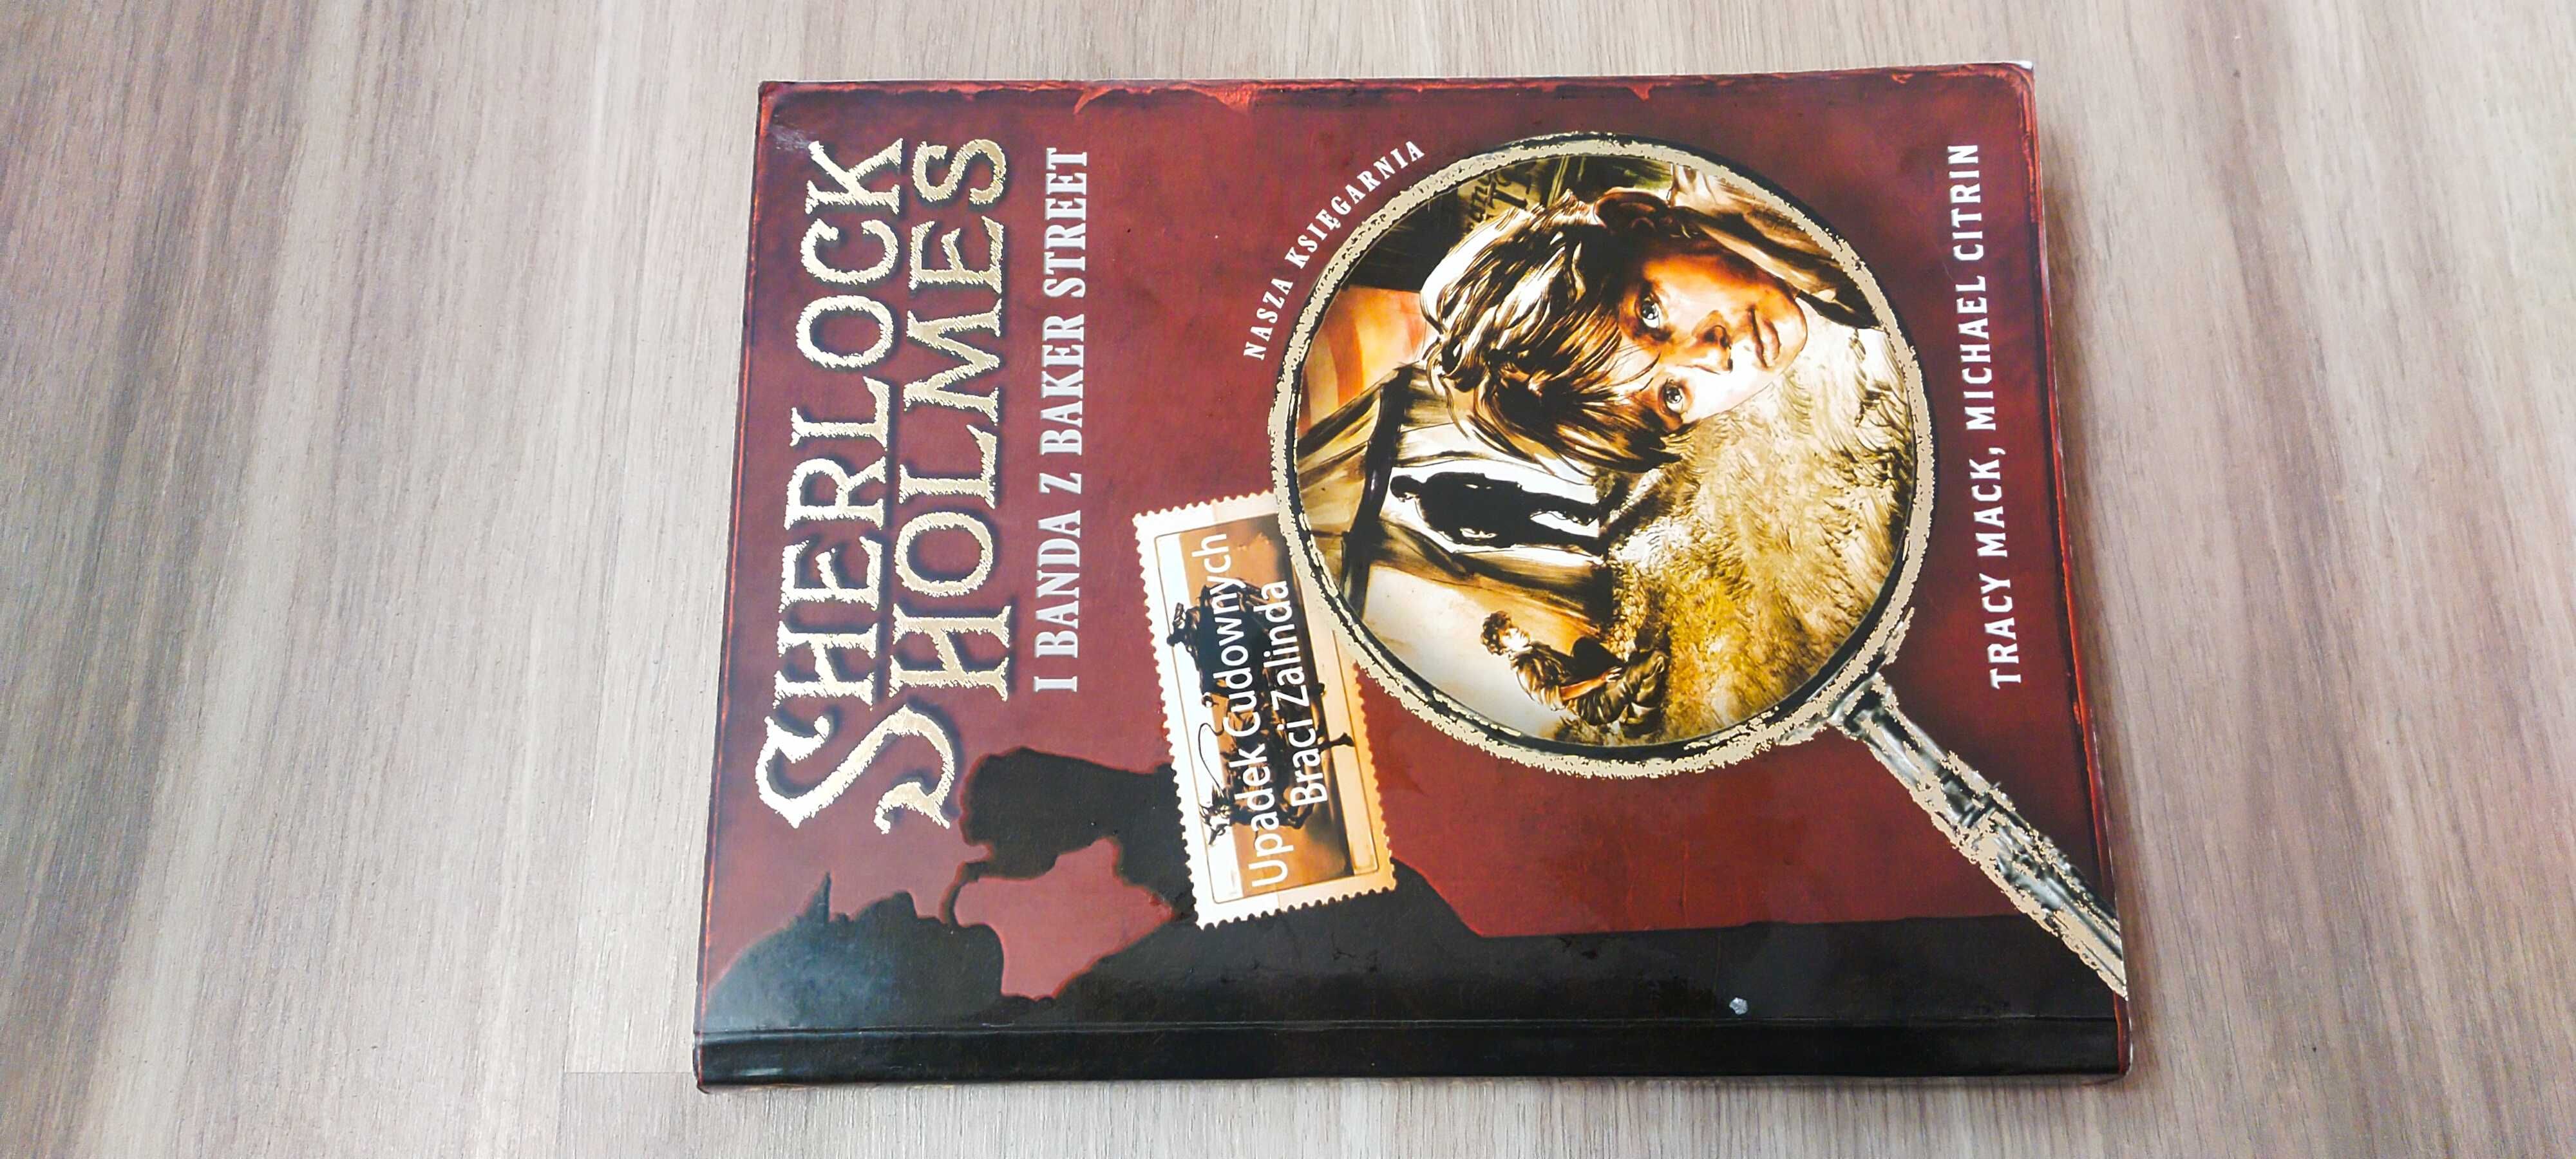 SHERLOCK
HOLMES
I BANDA Z BAKER STREET
Upadek Cudownych
Braci Zalinda
NASZA KSIĘGARNIA
TRACY MACK, MICHAEL CITRIN